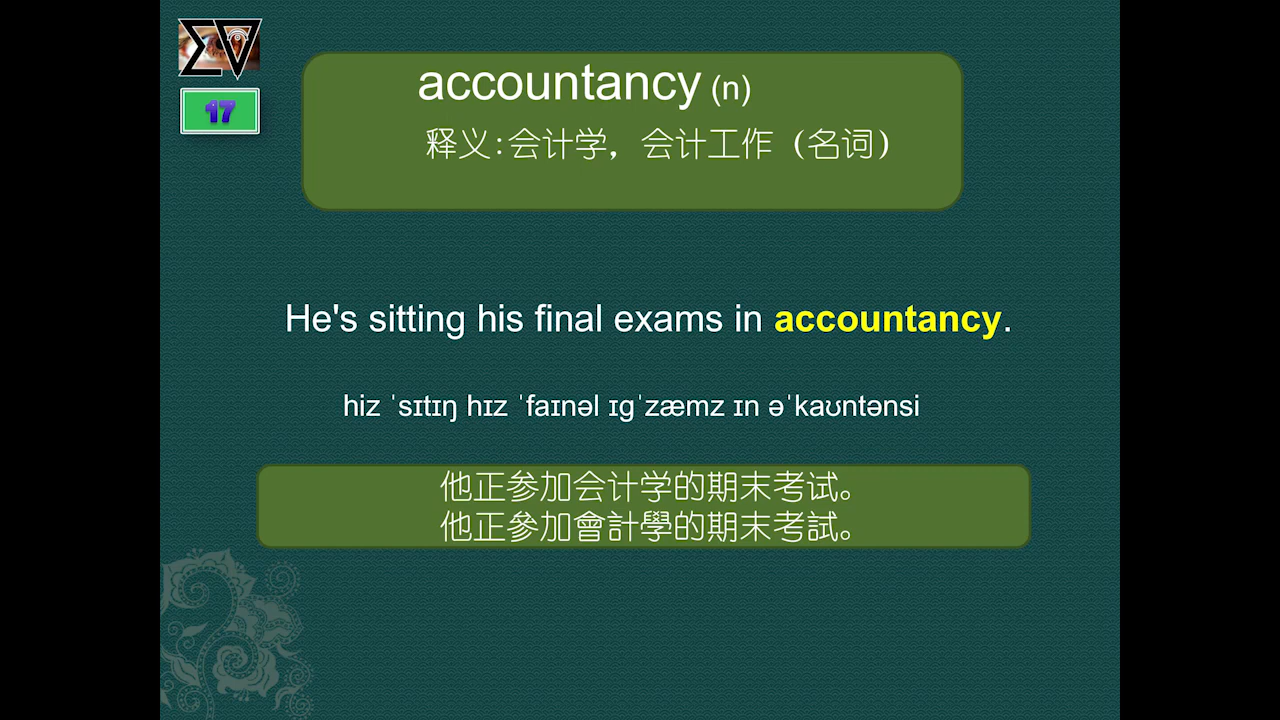 17
accountancy (n)
释义:会计学，会计工作（名词）
He's sitting his final exams in accountancy.
hiz ˈsɪtɪŋ hɪz ˈfaɪnəl ɪɡˈzæmz ɪn əˈkaʊntənsi
他正参加会计学的期末考试。
他正參加會計學的期末考試。